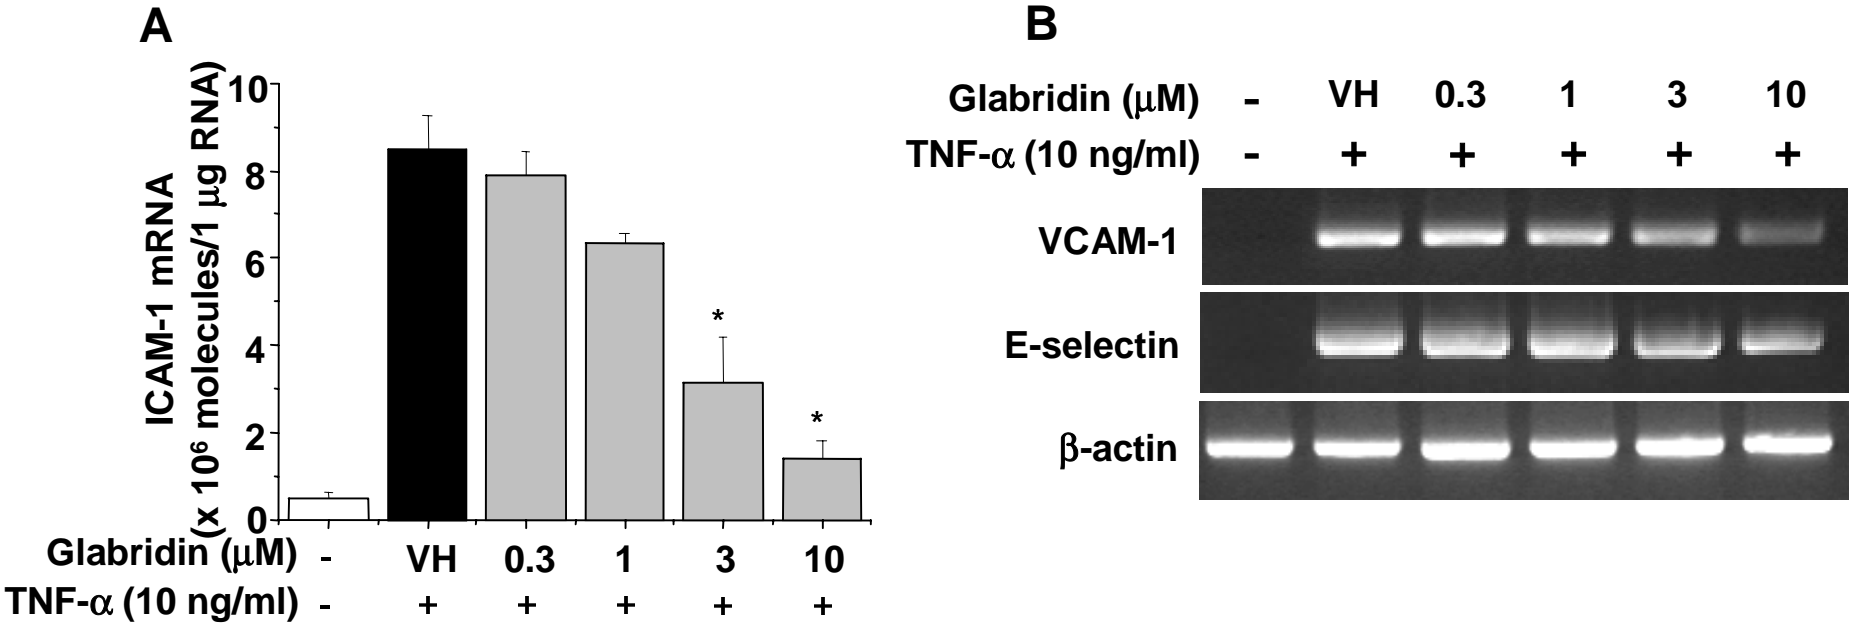 A
ICAM-1 mRNA
(x 10⁶ molecules/1 μg RNA)
10
8
6
4
2
0
*
*
Glabridin (μM) - VH 0.3 1 3 10
TNF-α (10 ng/ml) - + + + + +
B
Glabridin (μM) - VH 0.3 1 3 10
TNF-α (10 ng/ml) - + + + + +
VCAM-1
E-selectin
β-actin